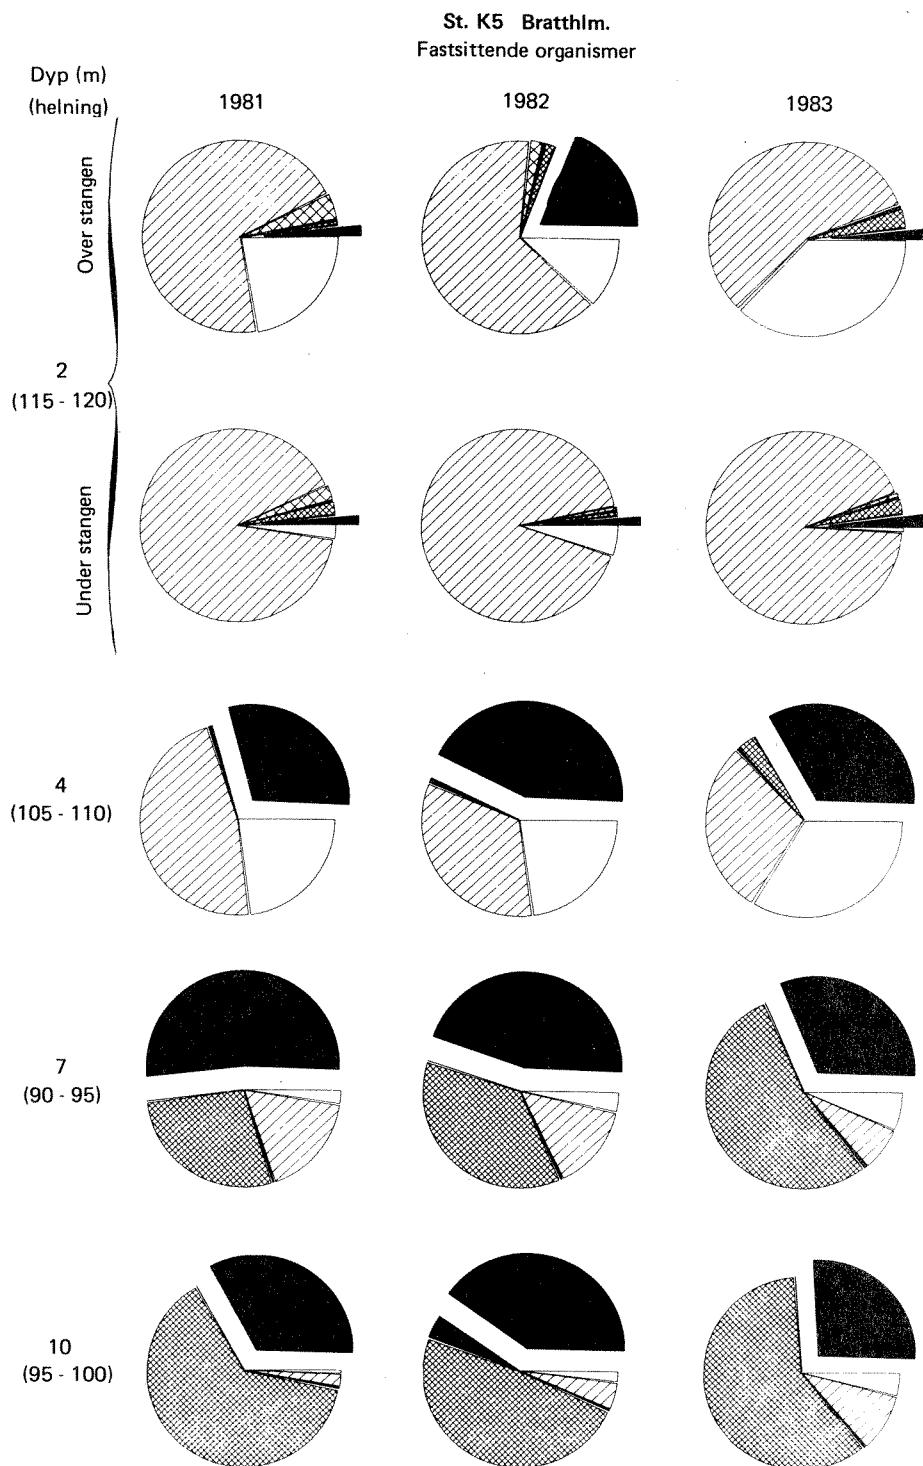 St. K5 Bratthlm.
Fastsittende organismer
Dyp (m)
(helning)
1981
1982
1983
Over stangen
2
(115 - 120)
Under stangen
4
(105 - 110)
7
(90 - 95)
10
(95 - 100)